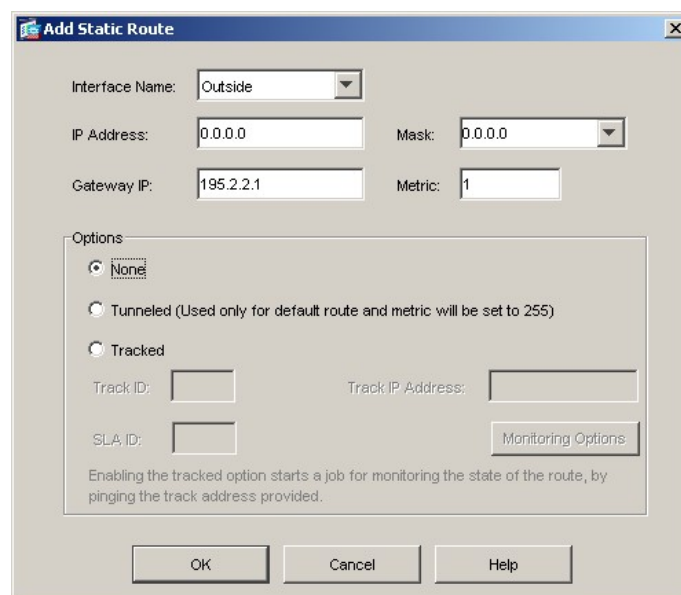 Add Static Route
Interface Name: Outside
IP Address: 0.0.0.0 Mask: 0.0.0.0
Gateway IP: 195.2.2.1 Metric: 1
Options
None
Tunneled (Used only for default route and metric will be set to 255)
Tracked
Track ID: Track IP Address:
SLA ID: Monitoring Options
Enabling the tracked option starts a job for monitoring the state of the route, by
pinging the track address provided.
OK Cancel Help